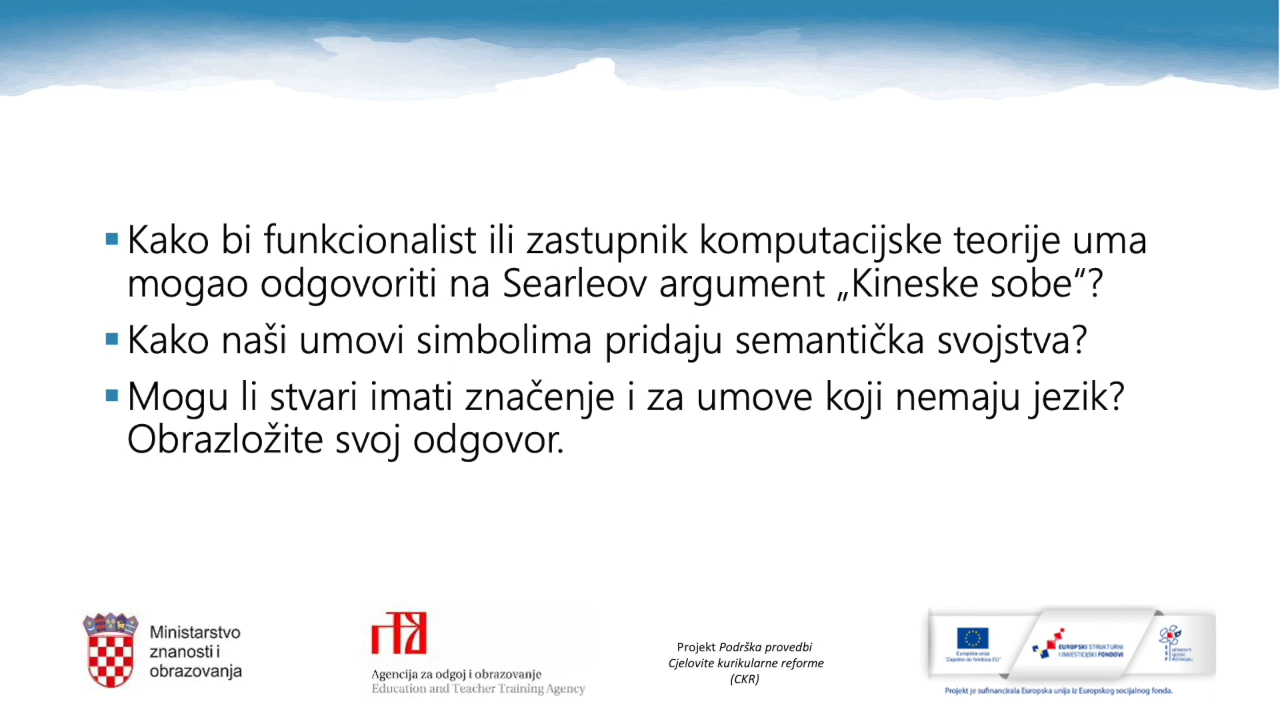 Kako bi funkcionalist ili zastupnik komputacijske teorije uma
mogao odgovoriti na Searleov argument „Kineske sobe“?
Kako naši umovi simbolima pridaju semantička svojstva?
Mogu li stvari imati značenje i za umove koji nemaju jezik?
Obrazložite svoj odgovor.
Ministarstvo
znanosti i
obrazovanja
Agencija za odgoj i obrazovanje
Education and Teacher Training Agency
Projekt Podrška provedbi
Cjelovite kurikularne reforme
(CKR)
Europska unija
"Zajedno do fondova EU"
EUROPSKI STRUKTURNI
I INVESTICIJSKI FONDOVI
Projekt je sufinancirala Europska unija iz Europskog socijalnog fonda.